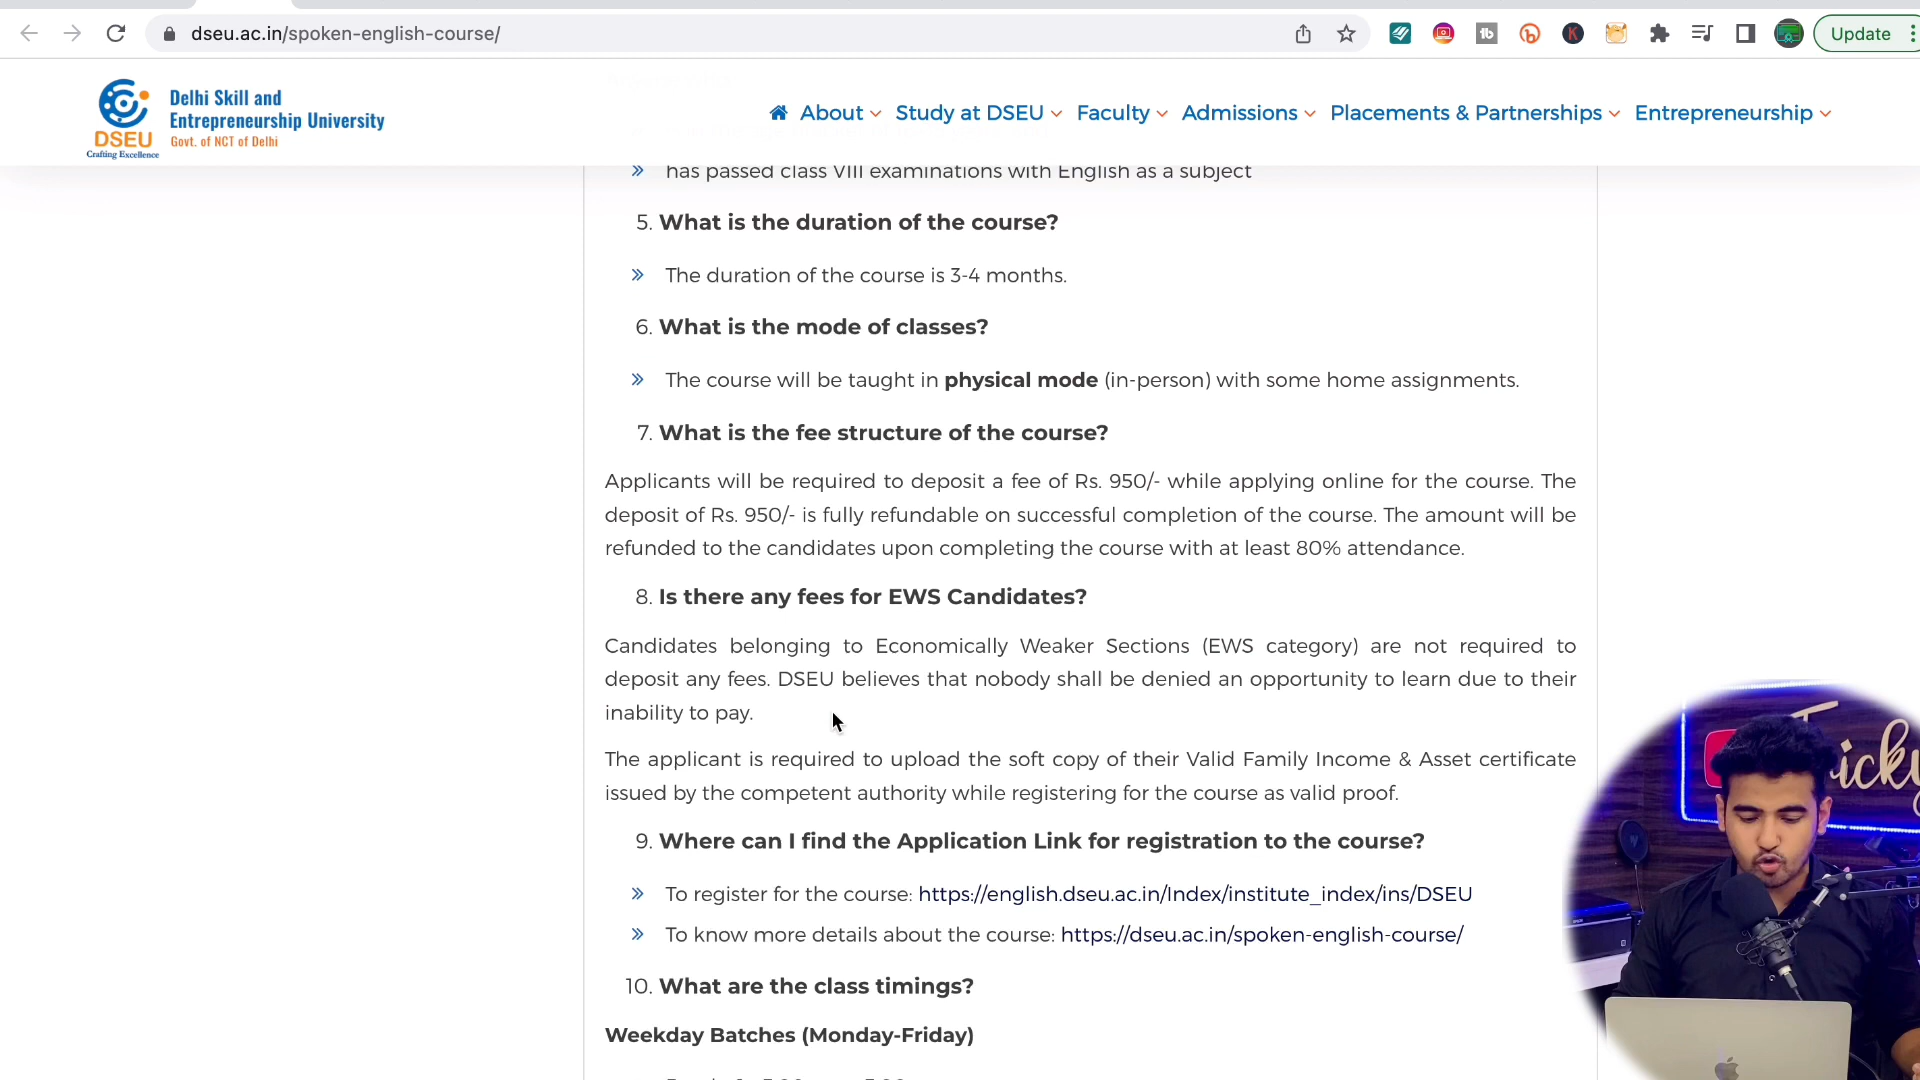 dseu.ac.in/spoken-english-course/
Update
Delhi Skill and
Entrepreneurship University
Govt. of NCT of Delhi
DSEU
Crafting Excellence
About
Study at DSEU
Faculty
Admissions
Placements & Partnerships
Entrepreneurship
has passed class VIII examinations with English as a subject
5. What is the duration of the course?
The duration of the course is 3-4 months.
6. What is the mode of classes?
The course will be taught in physical mode (in-person) with some home assignments.
7. What is the fee structure of the course?
Applicants will be required to deposit a fee of Rs. 950/- while applying online for the course. The
deposit of Rs. 950/- is fully refundable on successful completion of the course. The amount will be
refunded to the candidates upon completing the course with at least 80% attendance.
8. Is there any fees for EWS Candidates?
Candidates belonging to Economically Weaker Sections (EWS category) are not required to
deposit any fees. DSEU believes that nobody shall be denied an opportunity to learn due to their
inability to pay.
The applicant is required to upload the soft copy of their Valid Family Income & Asset certificate
issued by the competent authority while registering for the course as valid proof.
9. Where can I find the Application Link for registration to the course?
To register for the course: https://english.dseu.ac.in/Index/institute_index/ins/DSEU
To know more details about the course: https://dseu.ac.in/spoken-english-course/
10. What are the class timings?
Weekday Batches (Monday-Friday)